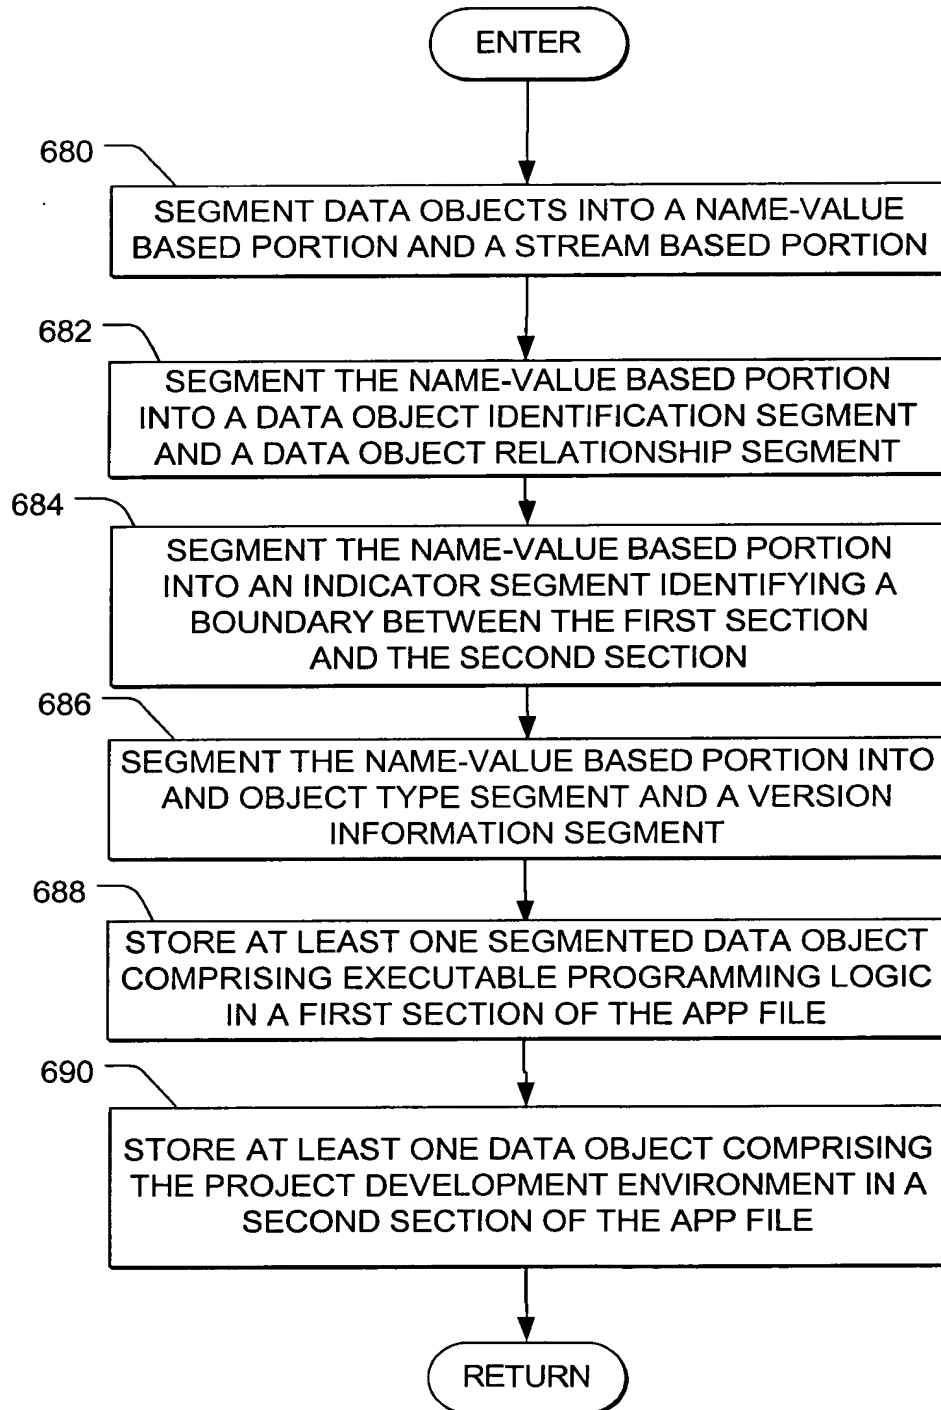 ENTER
680
SEGMENT DATA OBJECTS INTO A NAME-VALUE
BASED PORTION AND A STREAM BASED PORTION
682
SEGMENT THE NAME-VALUE BASED PORTION
INTO A DATA OBJECT IDENTIFICATION SEGMENT
AND A DATA OBJECT RELATIONSHIP SEGMENT
684
SEGMENT THE NAME-VALUE BASED PORTION
INTO AN INDICATOR SEGMENT IDENTIFYING A
BOUNDARY BETWEEN THE FIRST SECTION
AND THE SECOND SECTION
686
SEGMENT THE NAME-VALUE BASED PORTION INTO
AND OBJECT TYPE SEGMENT AND A VERSION
INFORMATION SEGMENT
688
STORE AT LEAST ONE SEGMENTED DATA OBJECT
COMPRISING EXECUTABLE PROGRAMMING LOGIC
IN A FIRST SECTION OF THE APP FILE
690
STORE AT LEAST ONE DATA OBJECT COMPRISING
THE PROJECT DEVELOPMENT ENVIRONMENT IN A
SECOND SECTION OF THE APP FILE
RETURN